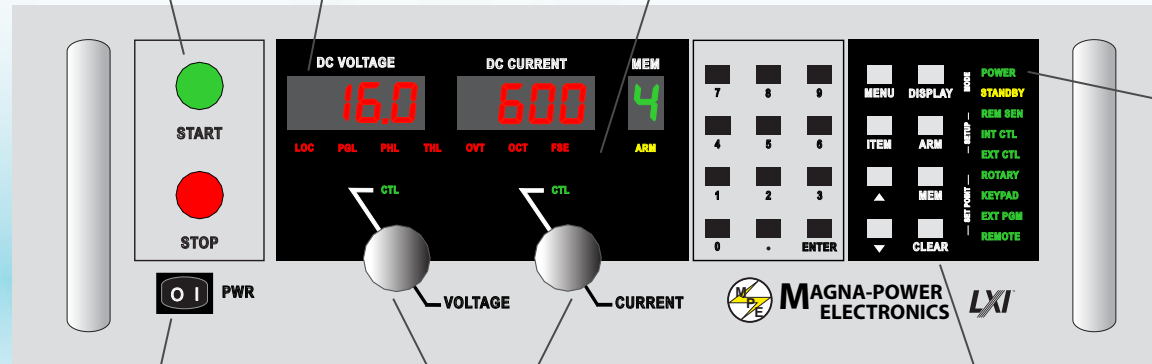 START
STOP
O I PWR
DC VOLTAGE DC CURRENT MEM
16.0 600 4
LOC PGL PHL THL OVT OCT FSE ARM
CTL CTL
VOLTAGE CURRENT
7 8 9
4 5 6
1 2 3
0 . ENTER
MENU DISPLAY
ITEM ARM
▲ MEM
▼ CLEAR
MODE
SETUP
SET POINT
POWER
STANDBY
REM SEN
INT CTL
EXT CTL
ROTARY
KEYPAD
EXT PGM
REMOTE
MPE MAGNA-POWER
ELECTRONICS
LXI